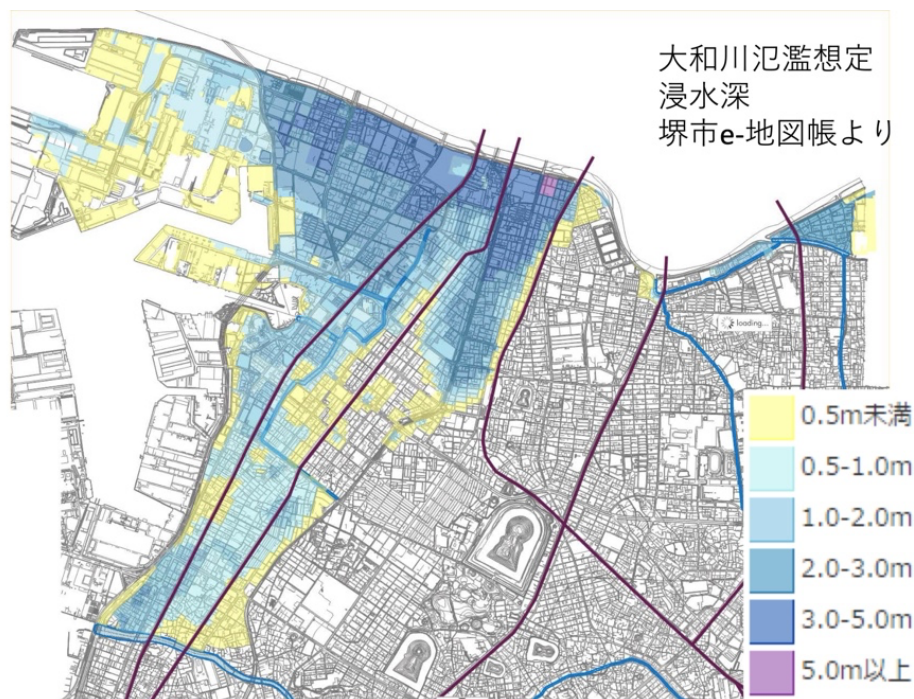 大和川氾濫想定
浸水深
堺市e-地図帳より
loading...
0.5m未満
0.5-1.0m
1.0-2.0m
2.0-3.0m
3.0-5.0m
5.0m以上